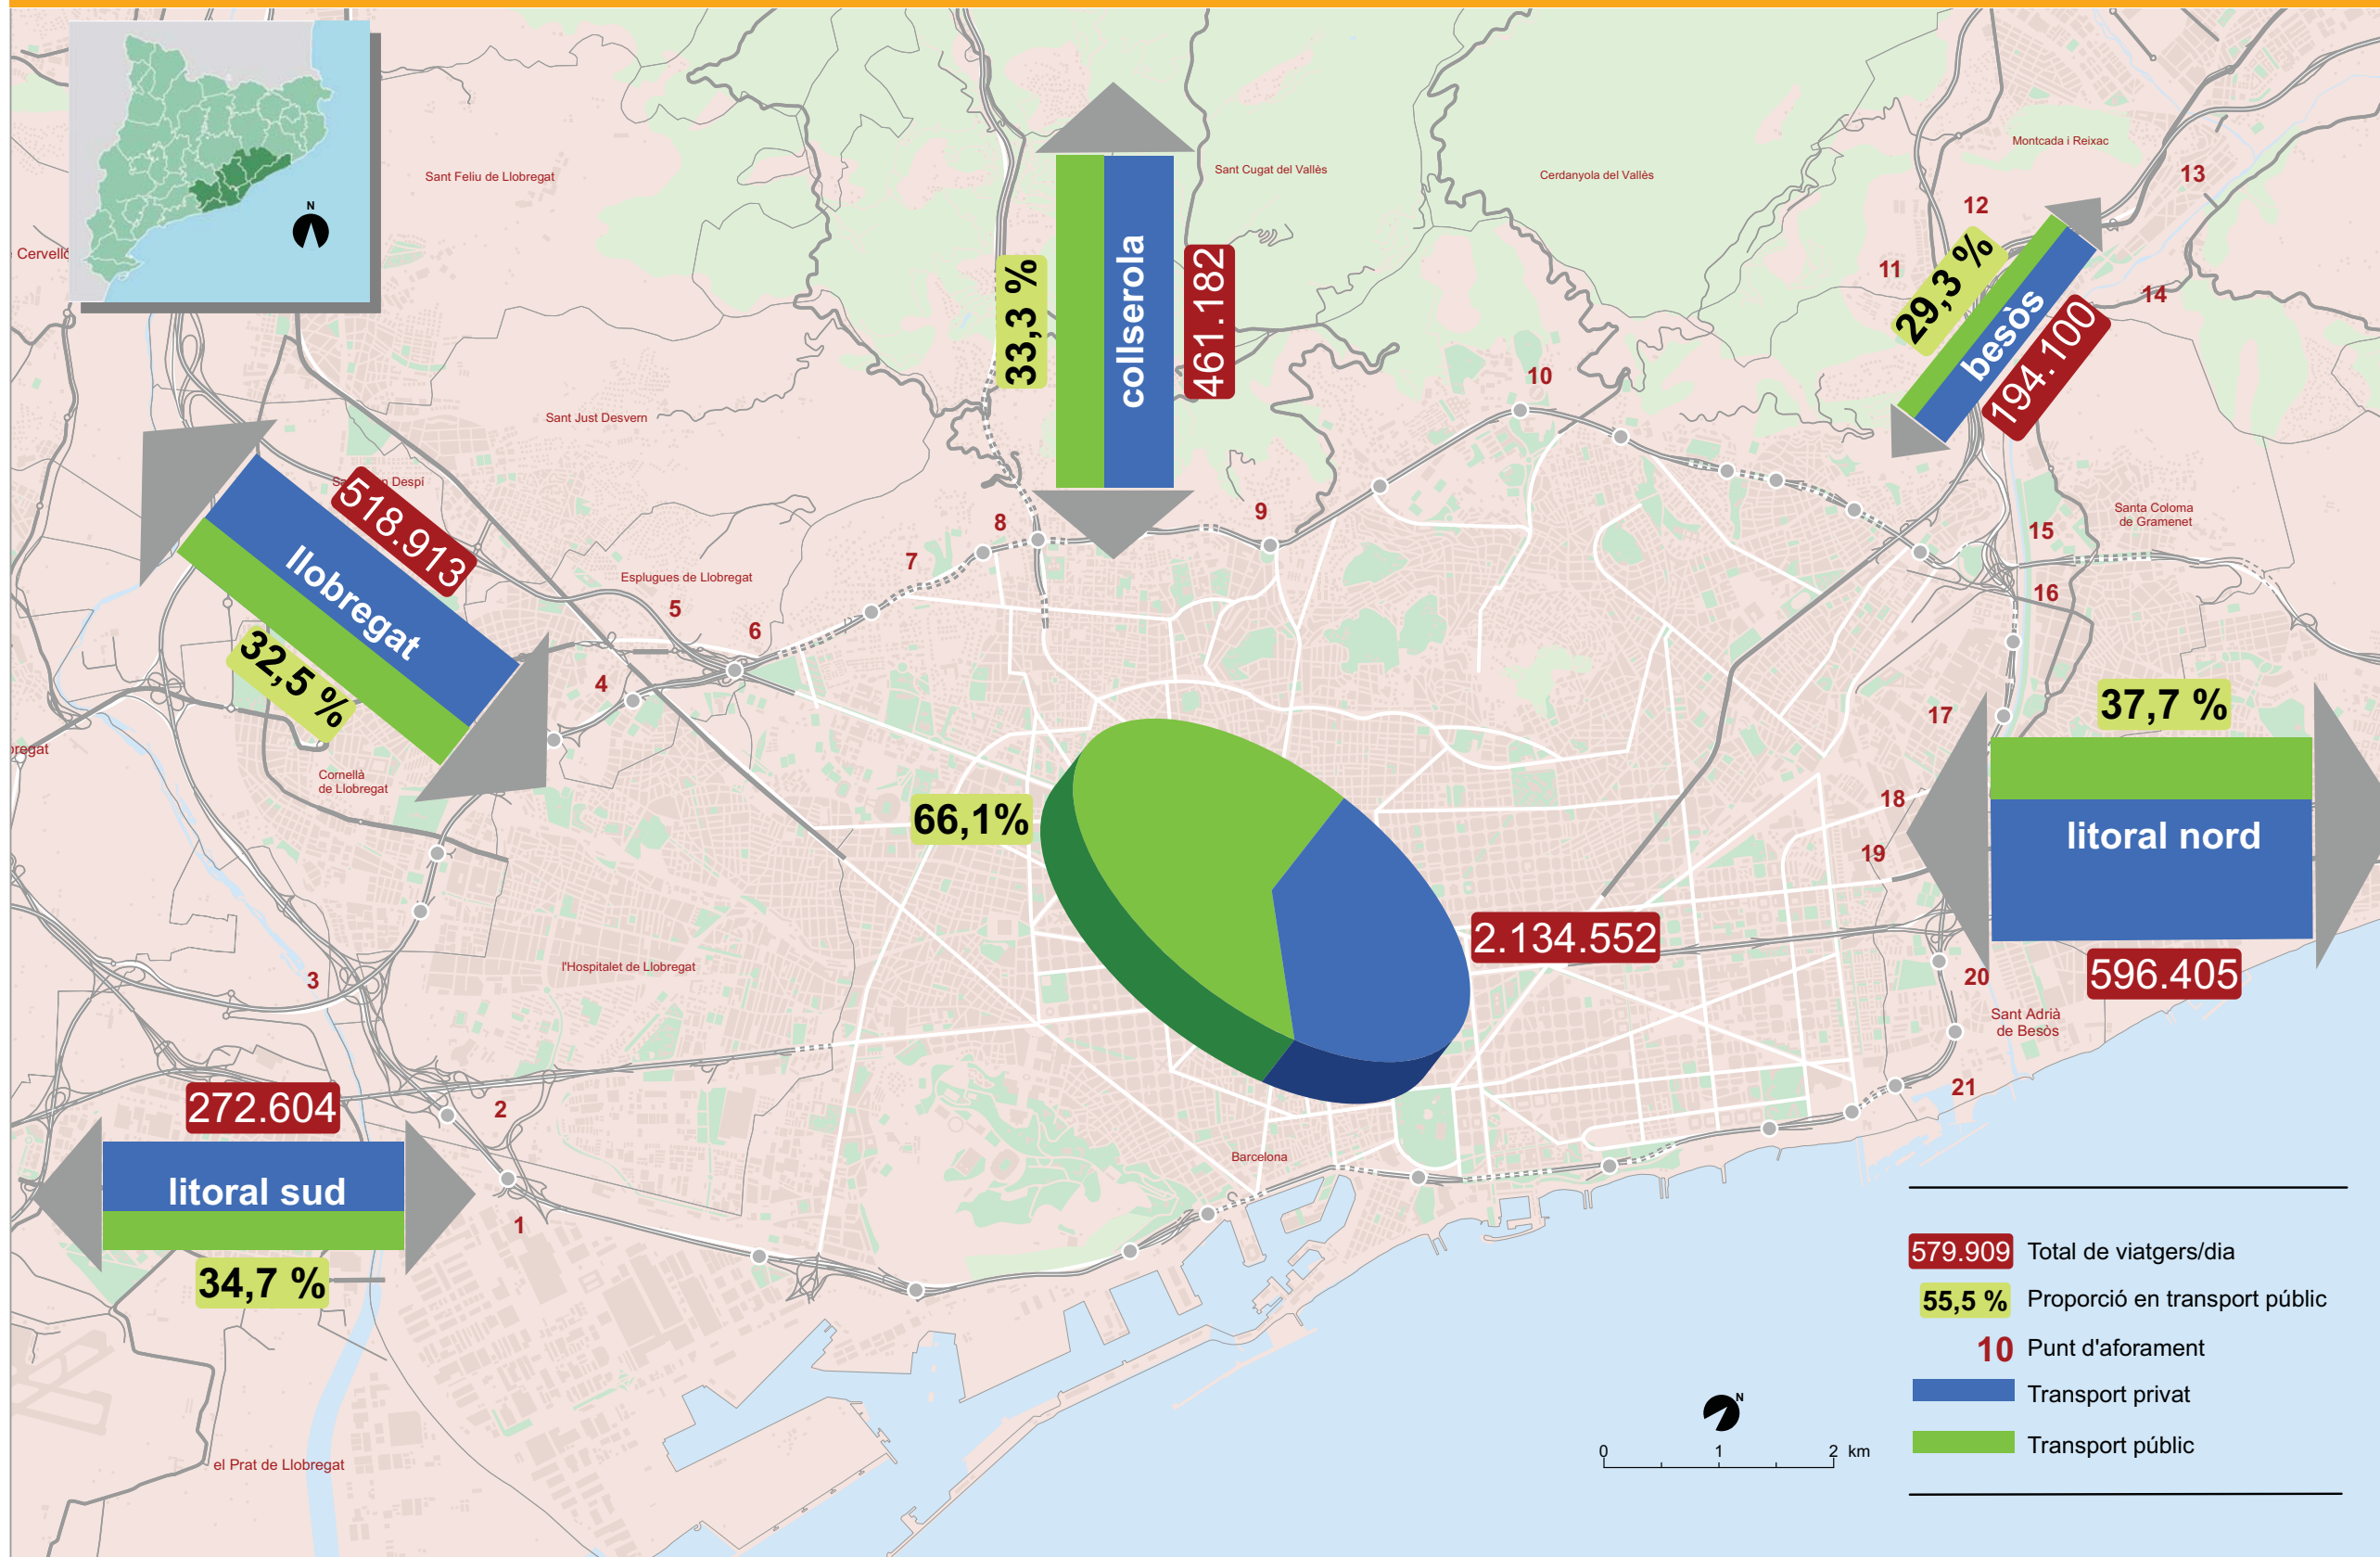 N
Sant Feliu de Llobregat
Sant Cugat del Vallès
Cerdanyola del Vallès
Montcada i Reixac
13
12
11
14
29,3 %
besòs
194.100
33,3 %
collserola
461.182
10
Sant Just Desvern
518.913
llobregat
32,5 %
9
8
7
Esplugues de Llobregat
5
6
4
Santa Coloma
de Gramenet
15
16
17
37,7 %
litoral nord
596.405
18
19
20
Sant Adrià
de Besòs
21
Cornellà
de Llobregat
66,1%
2.134.552
l'Hospitalet de Llobregat
3
272.604
litoral sud
34,7 %
2
1
Barcelona
el Prat de Llobregat
579.909 Total de viatgers/dia
55,5 % Proporció en transport públic
10 Punt d'aforament
Transport privat
Transport públic
N
0 1 2 km
Cervelló